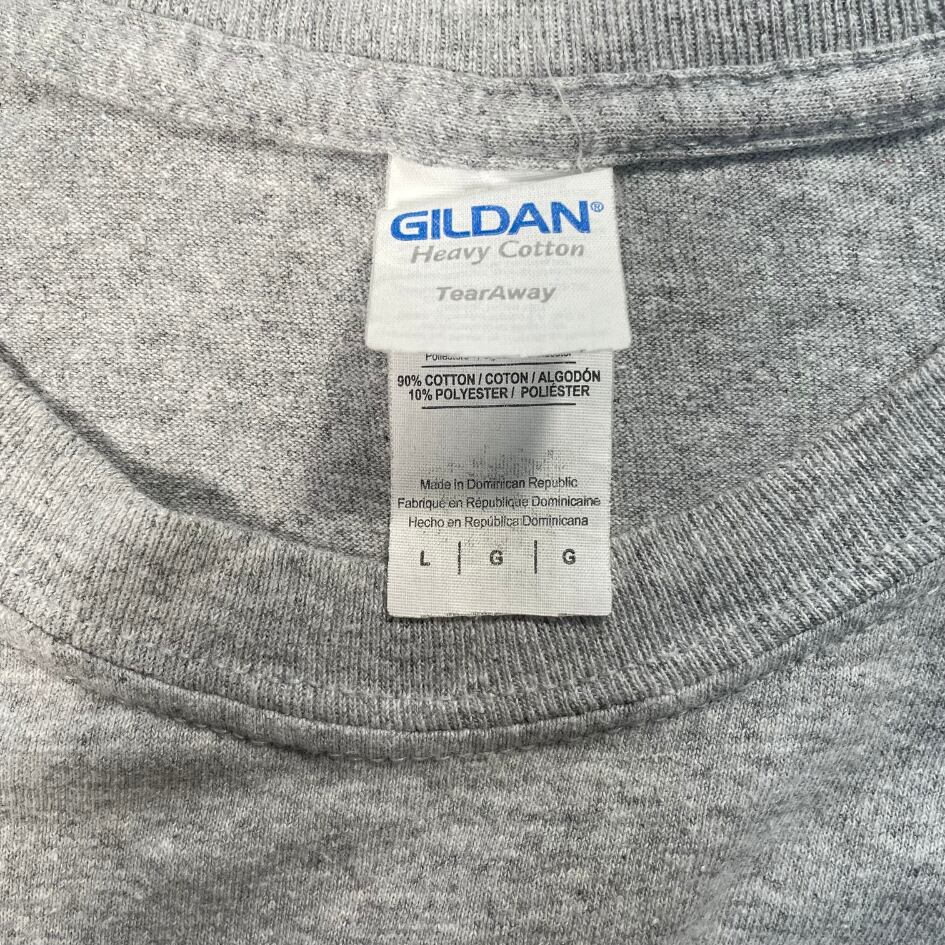 GILDAN®
Heavy Cotton
TearAway
90% COTTON / COTON / ALGODÓN
10% POLYESTER / POLIÉSTER
Made in Dominican Republic
Fabriqué en République Dominicaine
Hecho en República Dominicana
L | G | G